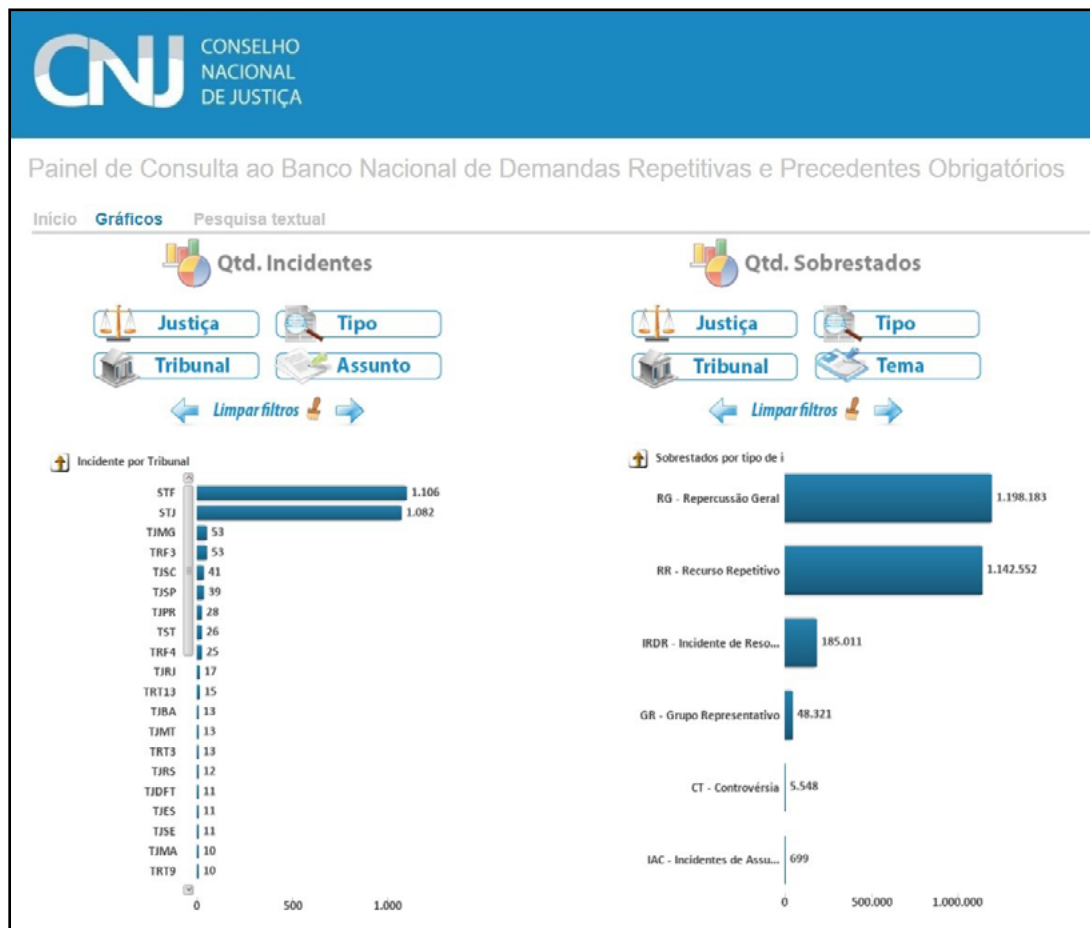 CNJ
CONSELHO
NACIONAL
DE JUSTIÇA
Painel de Consulta ao Banco Nacional de Demandas Repetitivas e Precedentes Obrigatórios
Início Gráficos Pesquisa textual
Qtd. Incidentes
Justiça Tipo
Tribunal Assunto
Limpar filtros
Incidente por Tribunal
STF 1.106
STJ 1.082
TJMG 53
TRF3 53
TJSC 41
TJSP 39
TJPR 28
TST 26
TRF4 25
TJRJ 17
TRT13 15
TJBA 13
TJMT 13
TRT3 13
TJRS 12
TJDFT 11
TJES 11
TJSE 11
TJMA 10
TRT9 10
0 500 1.000
Qtd. Sobrestados
Justiça Tipo
Tribunal Tema
Limpar filtros
Sobrestados por tipo de i
RG - Repercussão Geral 1.198.183
RR - Recurso Repetitivo 1.142.552
IRDR - Incidente de Reso... 185.011
GR - Grupo Representativo 48.321
CT - Controvérsia 5.548
IAC - Incidentes de Assu... 699
0 500.000 1.000.000